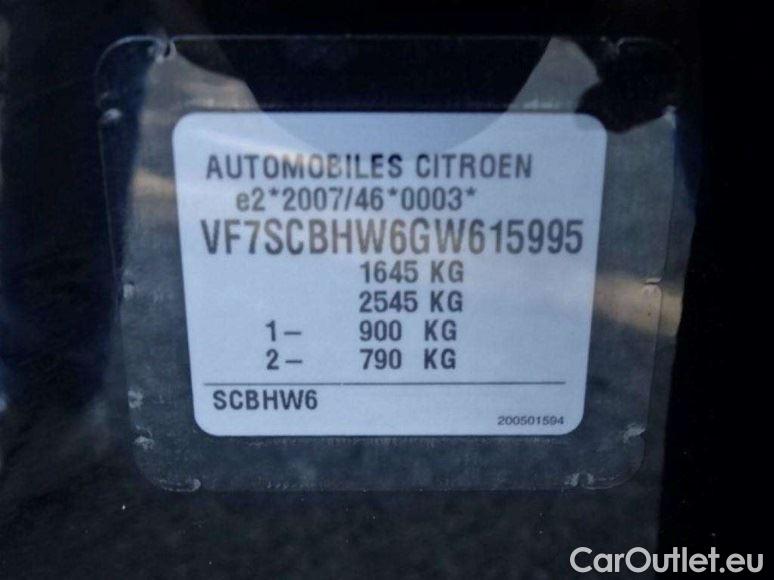 AUTOMOBILES CITROEN
e2*2007/46*0003*
VF7SCBHW6GW615995
1645 KG
2545 KG
1- 900 KG
2- 790 KG
SCBHW6
200501594
CarOutlet.eu